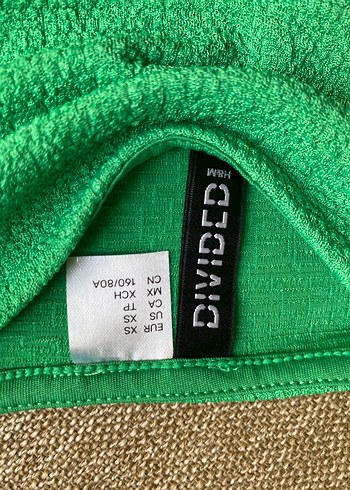 DIVIDED
H&M
EUR XS
US XS
CA TP
MX XCH
CN 160/80A